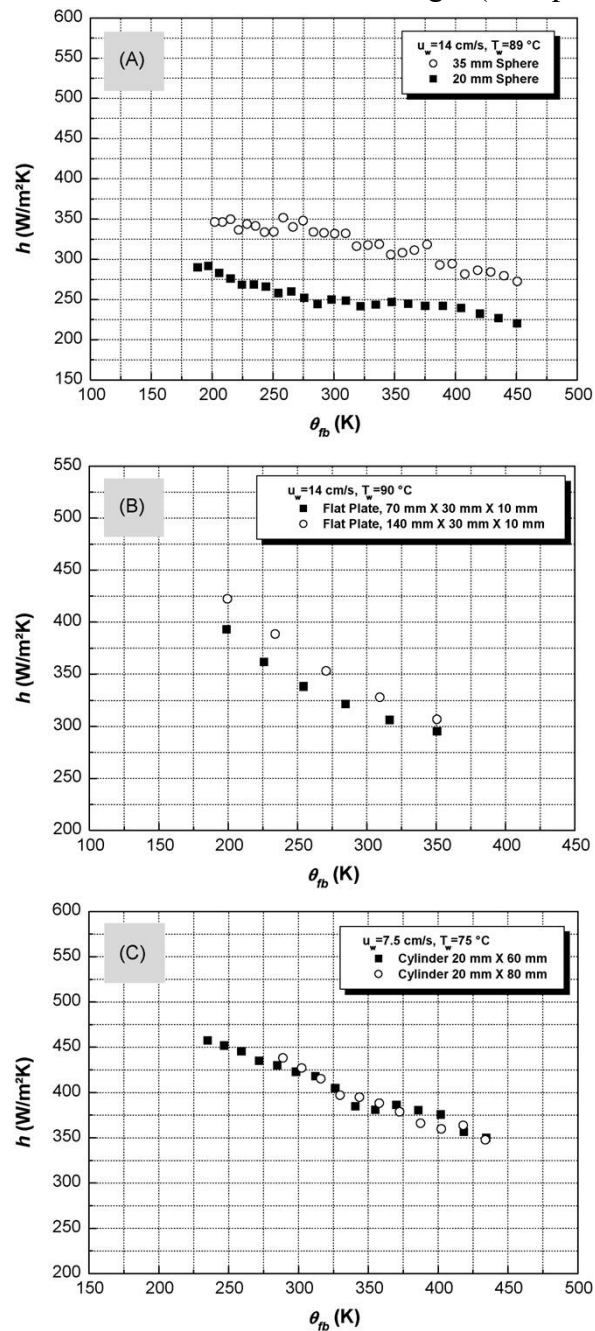 600
u_w=14 cm/s, T_w=89 °C
(A)
35 mm Sphere
550
20 mm Sphere
500
450
400
350
300
250
200
150
h (W/m²K)
100 150 200 250 300 350 400 450 500
θ_fb (K)
550
u_w=14 cm/s, T_w=90 °C
(B)
Flat Plate, 70 mm X 30 mm X 10 mm
500
Flat Plate, 140 mm X 30 mm X 10 mm
450
400
350
300
250
200
h (W/m²K)
100 150 200 250 300 350 400 450
θ_fb (K)
600
u_w=7.5 cm/s, T_w=75 °C
(C)
Cylinder 20 mm X 60 mm
550
Cylinder 20 mm X 80 mm
500
450
400
350
300
250
200
h (W/m²K)
150 200 250 300 350 400 450 500
θ_fb (K)